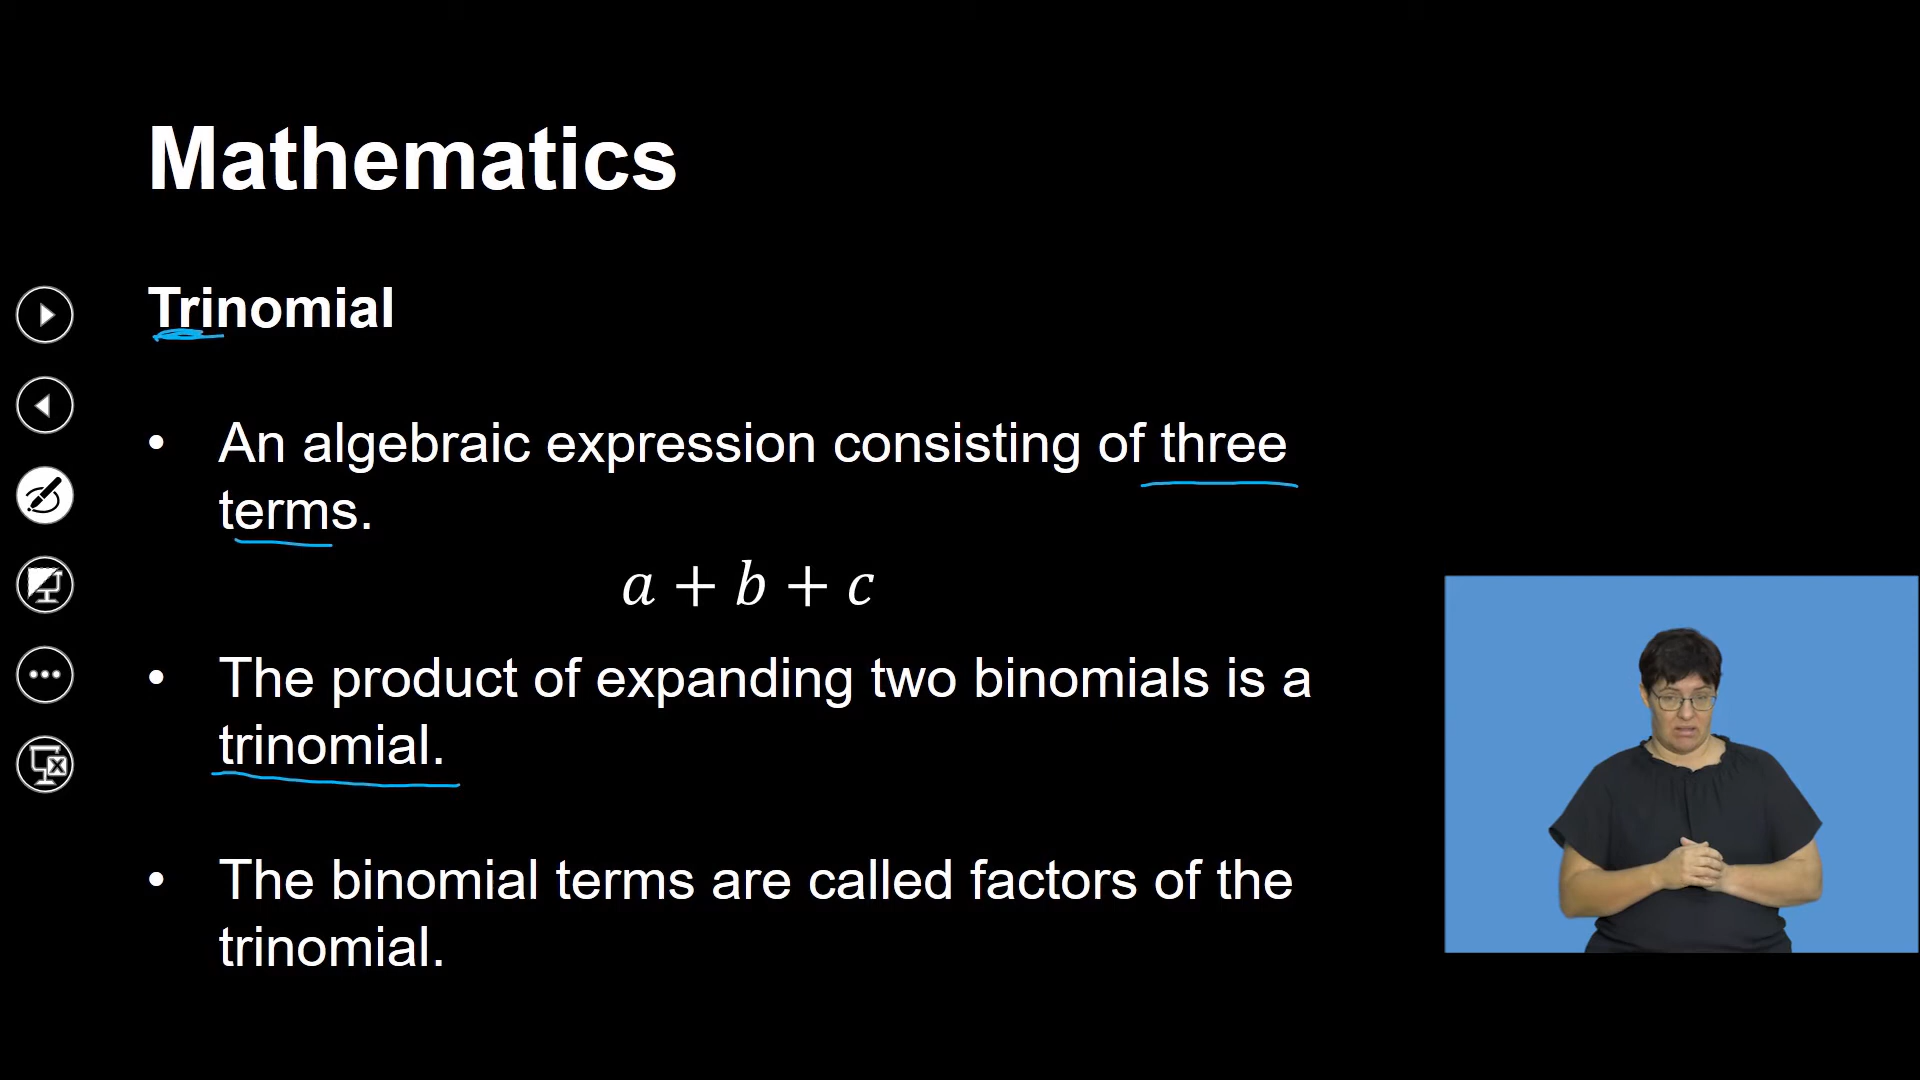 Mathematics
Trinomial
• An algebraic expression consisting of three
terms.
a + b + c
• The product of expanding two binomials is a
trinomial.
• The binomial terms are called factors of the
trinomial.